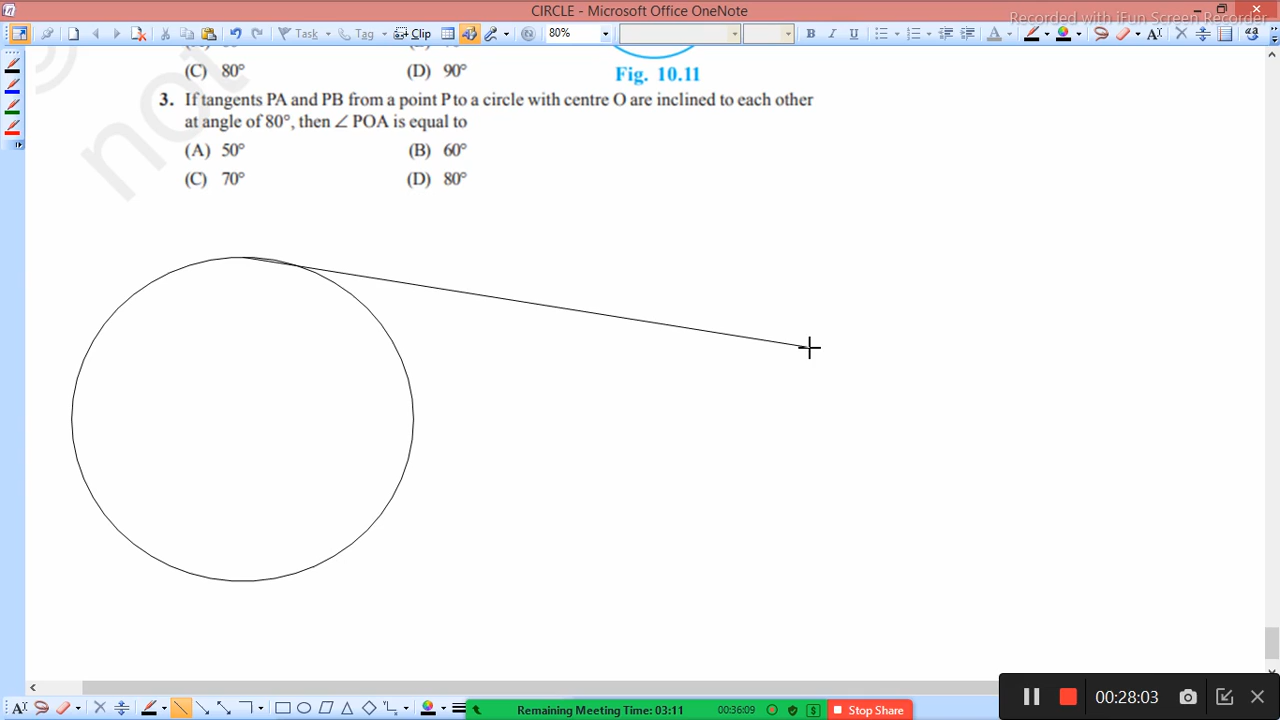 CIRCLE - Microsoft Office OneNote
Recorded with iFun Screen Recorder
Task
Tag
Clip
80%
B I U
(C) 80° (D) 90°
Fig. 10.11
3. If tangents PA and PB from a point P to a circle with centre O are inclined to each other
at angle of 80°, then ∠ POA is equal to
(A) 50° (B) 60°
(C) 70° (D) 80°
not
00:28:03
Remaining Meeting Time: 03:11 00:36:09 Stop Share